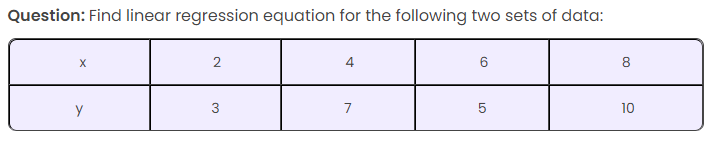 Question: Find linear regression equation for the following two sets of data:
x 2 4 6 8
y 3 7 5 10